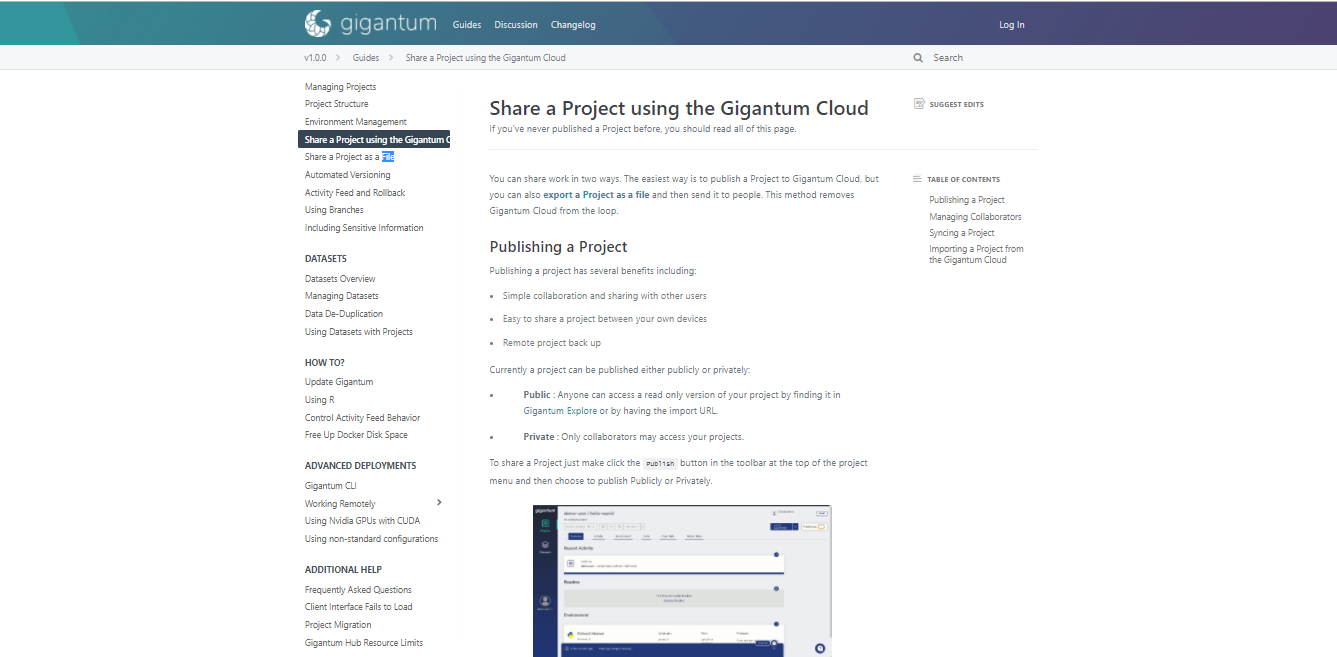 gigantum
Guides Discussion Changelog Log In
v1.0.0 Guides Share a Project using the Gigantum Cloud Search
Managing Projects
Project Structure
Environment Management
Share a Project using the Gigantum C
Share a Project as a File
Automated Versioning
Activity Feed and Rollback
Using Branches
Including Sensitive Information
DATASETS
Datasets Overview
Managing Datasets
Data De-Duplication
Using Datasets with Projects
HOW TO?
Update Gigantum
Using R
Control Activity Feed Behavior
Free Up Docker Disk Space
ADVANCED DEPLOYMENTS
Gigantum CLI
Working Remotely
Using Nvidia GPUs with CUDA
Using non-standard configurations
ADDITIONAL HELP
Frequently Asked Questions
Client Interface Fails to Load
Project Migration
Gigantum Hub Resource Limits
Share a Project using the Gigantum Cloud
If you've never published a Project before, you should read all of this page.
You can share work in two ways. The easiest way is to publish a Project to Gigantum Cloud, but
you can also export a Project as a file and then send it to people. This method removes
Gigantum Cloud from the loop.
Publishing a Project
Publishing a project has several benefits including:
• Simple collaboration and sharing with other users
• Easy to share a project between your own devices
• Remote project back up
Currently a project can be published either publicly or privately:
• Public : Anyone can access a read only version of your project by finding it in
Gigantum Explore or by having the import URL.
• Private : Only collaborators may access your projects.
To share a Project just make click the Publish button in the toolbar at the top of the project
menu and then choose to publish Publicly or Privately.
gigantum
demo-user / hello-world
Recent Activity
Readme
Environment
SUGGEST EDITS
TABLE OF CONTENTS
Publishing a Project
Managing Collaborators
Syncing a Project
Importing a Project from
the Gigantum Cloud